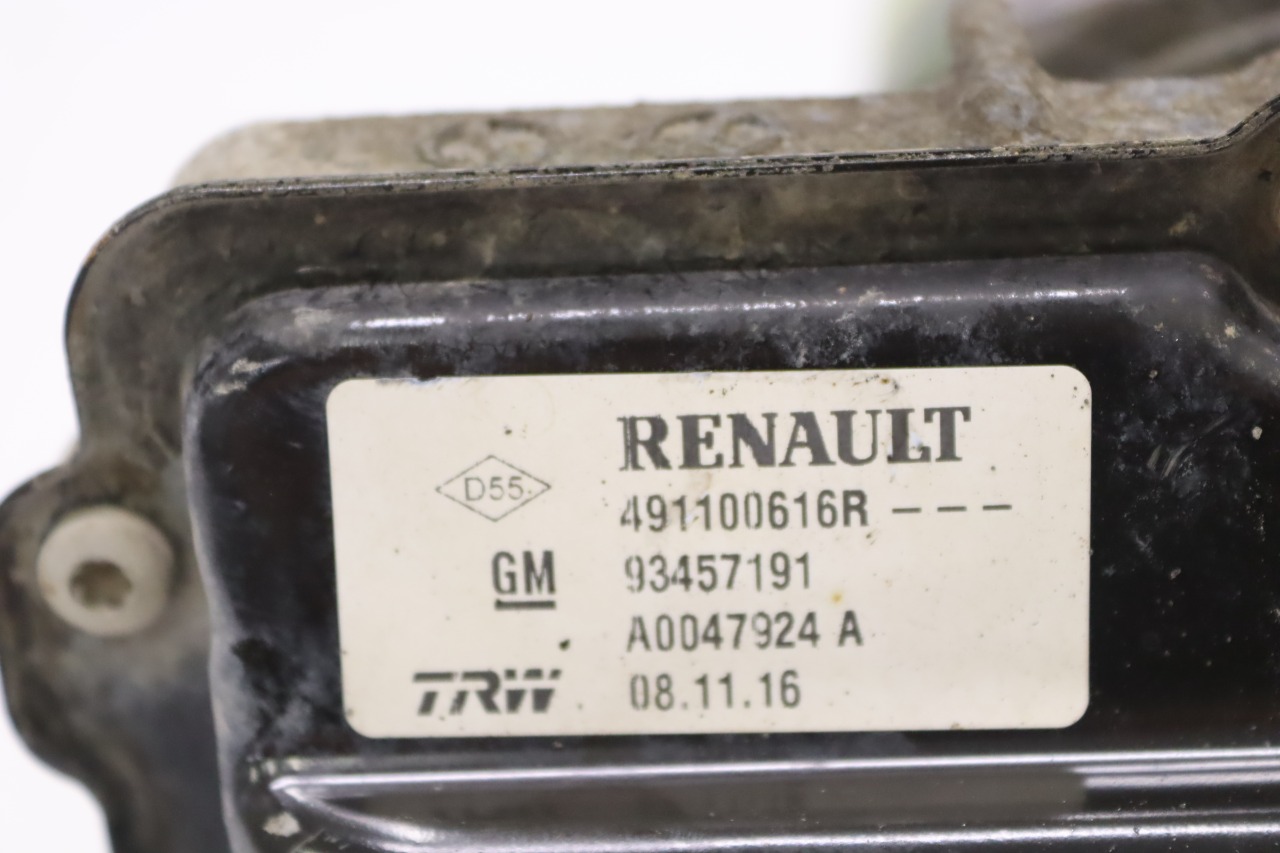 RENAULT
D55
491100616R ---
GM 93457191
A0047924 A
TRW 08.11.16